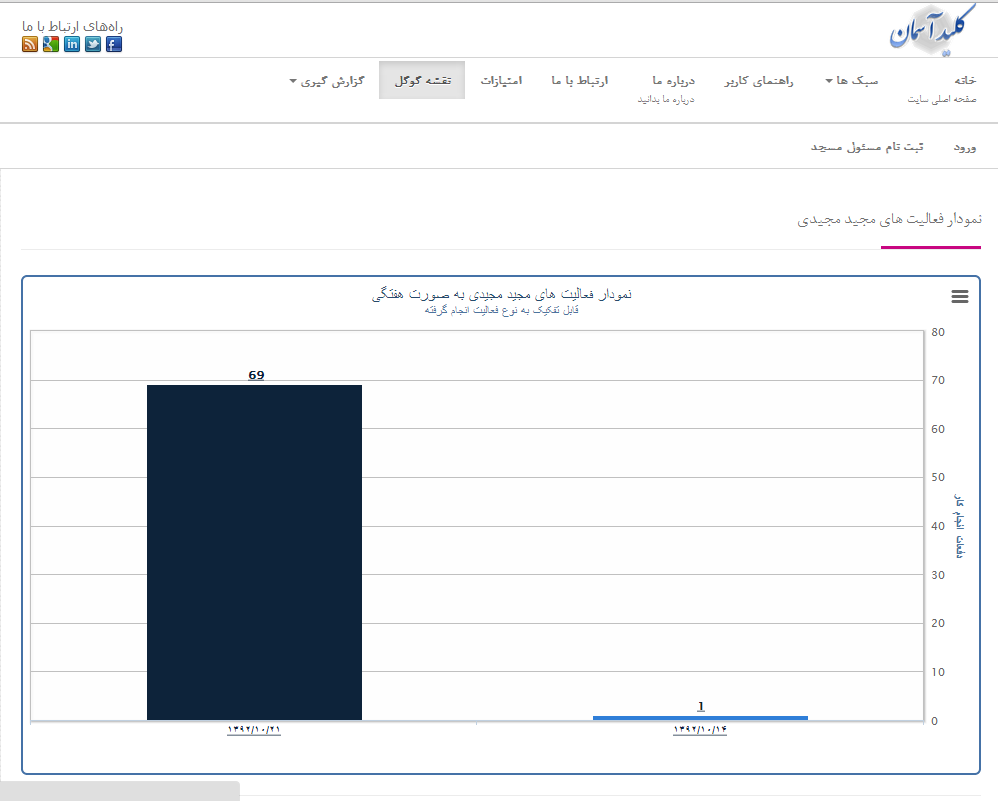 کلید آسمان
راه‌های ارتباط با ما
خانه
صفحه اصلی سایت
سبک ها
راهنمای کاربر
درباره ما
درباره ما بدانید
ارتباط با ما
امتیازات
نقشه گوگل
گزارش گیری
ورود
ثبت نام مسئول مسجد
نمودار فعالیت های مجید مجیدی
نمودار فعالیت های مجید مجیدی به صورت هفتگی
قابل تفکیک به نوع فعالیت انجام گرفته
80
70
60
50
40
30
20
10
0
دفعات انجام کار
1
69
۱۳۹۲/۱۰/۱۴
۱۳۹۲/۱۰/۲۱